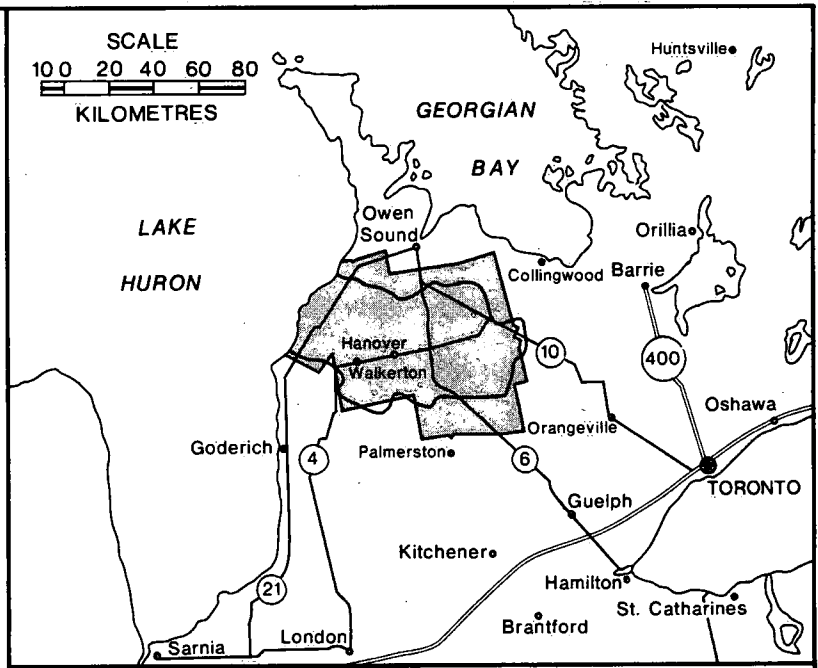 SCALE
10 0 20 40 60 80
KILOMETRES
Huntsville
GEORGIAN
BAY
LAKE
HURON
Owen
Sound
Orillia
Collingwood
Barrie
Hanover
Walkerton
10
400
Oshawa
Goderich
4
Palmerston
6
Orangeville
TORONTO
Guelph
Kitchener
21
Hamilton
St. Catharines
Brantford
Sarnia
London